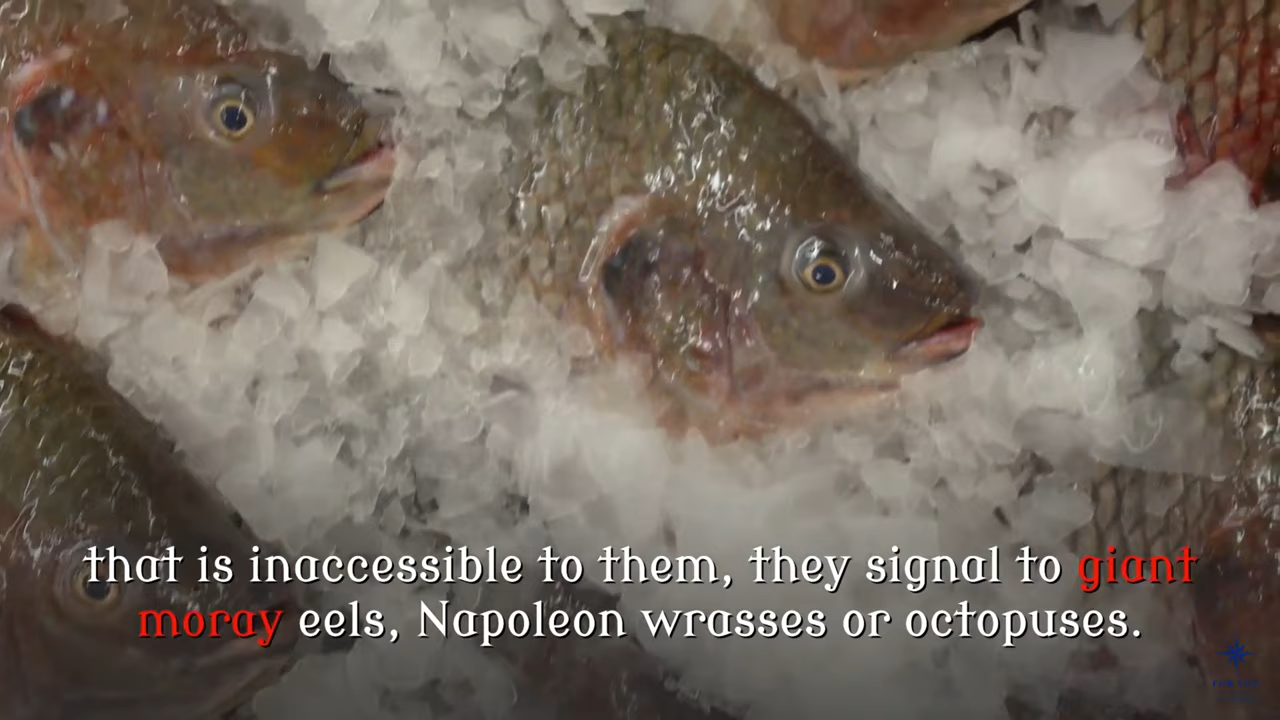 that is inaccessible to them, they signal to giant
moray eels, Napoleon wrasses or octopuses.